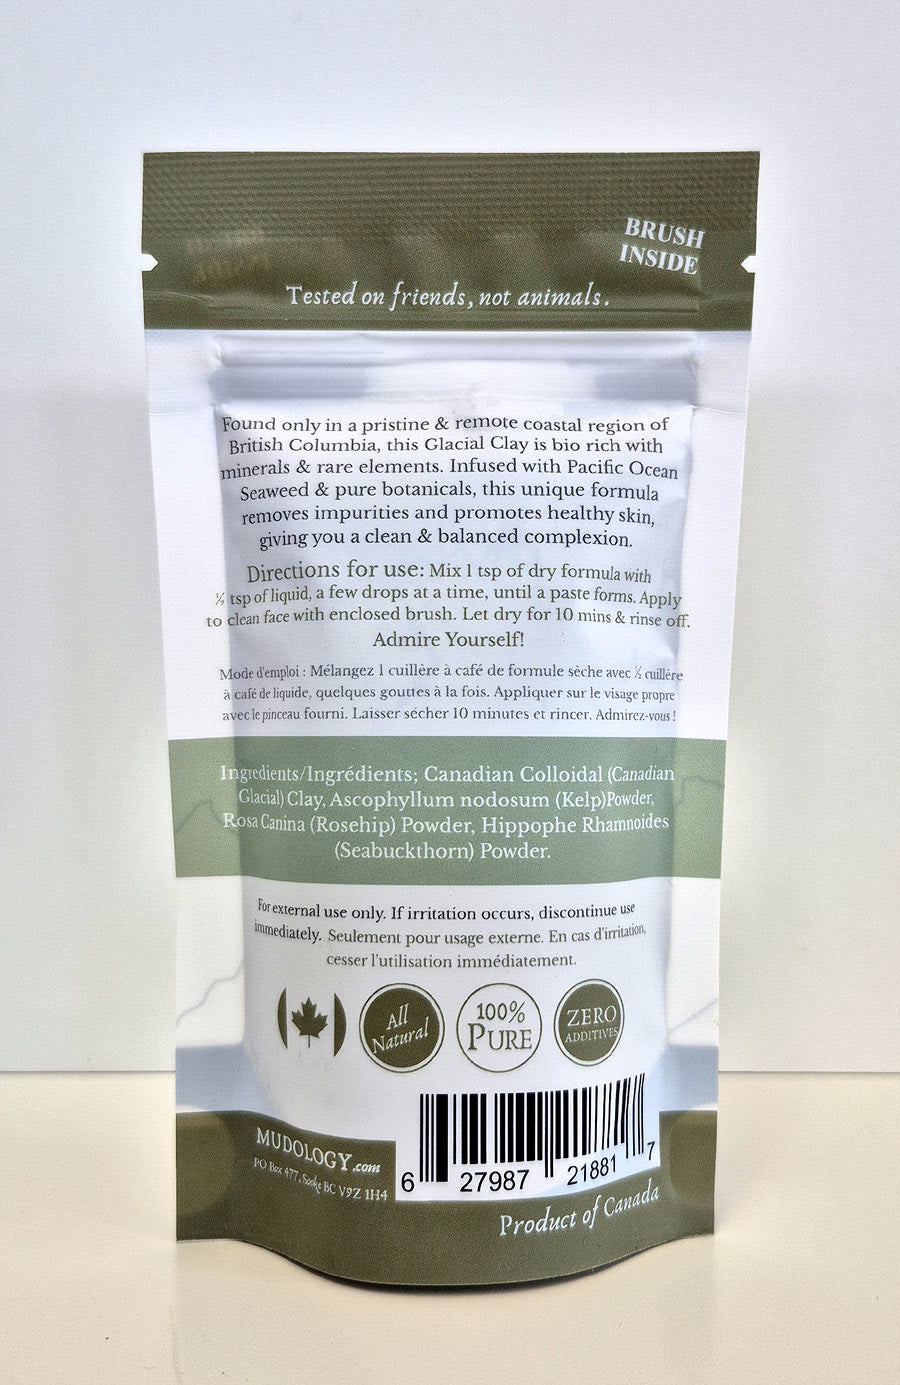 BRUSH
INSIDE
Tested on friends, not animals.
Found only in a pristine & remote coastal region of
British Columbia, this Glacial Clay is bio rich with
minerals & rare elements. Infused with Pacific Ocean
Seaweed & pure botanicals, this unique formula
removes impurities and promotes healthy skin,
giving you a clean & balanced complexion.
Directions for use: Mix 1 tsp of dry formula with
tsp of liquid, a few drops at a time, until a paste forms. Apply
to clean face with enclosed brush. Let dry for 10 mins & rinse off.
Admire Yourself!
Mode d'emploi : Mélangez 1 cuillère à café de formule sèche avec ½ cuillère
à café de liquide, quelques gouttes à la fois. Appliquer sur le visage propre
avec le pinceau fourni. Laisser sécher 10 minutes et rincer. Admirez-vous !
Ingredients/Ingrédients; Canadian Colloidal (Canadian
Glacial) Clay, Ascophyllum nodosum (Kelp)Powder,
Rosa Canina (Rosehip) Powder, Hippophe Rhamnoides
(Seabuckthorn) Powder.
For external use only. If irritation occurs, discontinue use
immediately. Seulement pour usage externe. En cas d'irritation,
cesser l'utilisation immédiatement.
All
Natural
100%
PURE
ZERO
ADDITIVES
MUDOLOGY.com
PO Box 477, Sooke BC V9Z 1H4
6 27987 21881 7
Product of Canada